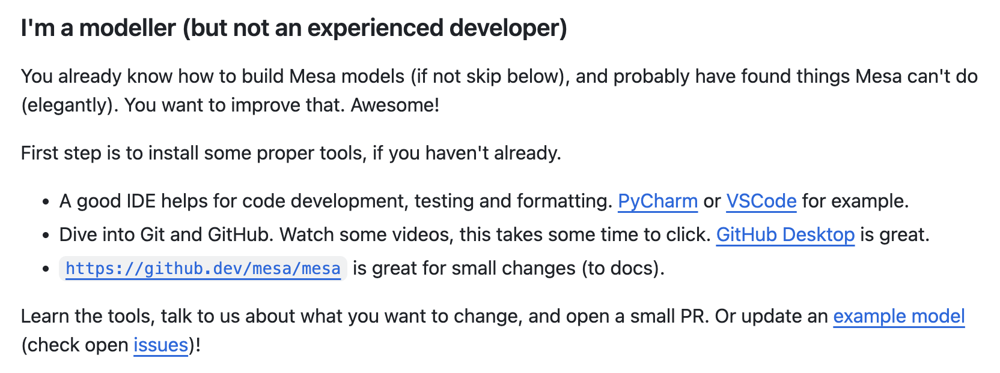 I'm a modeller (but not an experienced developer)
You already know how to build Mesa models (if not skip below), and probably have found things Mesa can't do
(elegantly). You want to improve that. Awesome!
First step is to install some proper tools, if you haven't already.
• A good IDE helps for code development, testing and formatting. PyCharm or VSCode for example.
• Dive into Git and GitHub. Watch some videos, this takes some time to click. GitHub Desktop is great.
• https://github.dev/mesa/mesa is great for small changes (to docs).
Learn the tools, talk to us about what you want to change, and open a small PR. Or update an example model
(check open issues)!